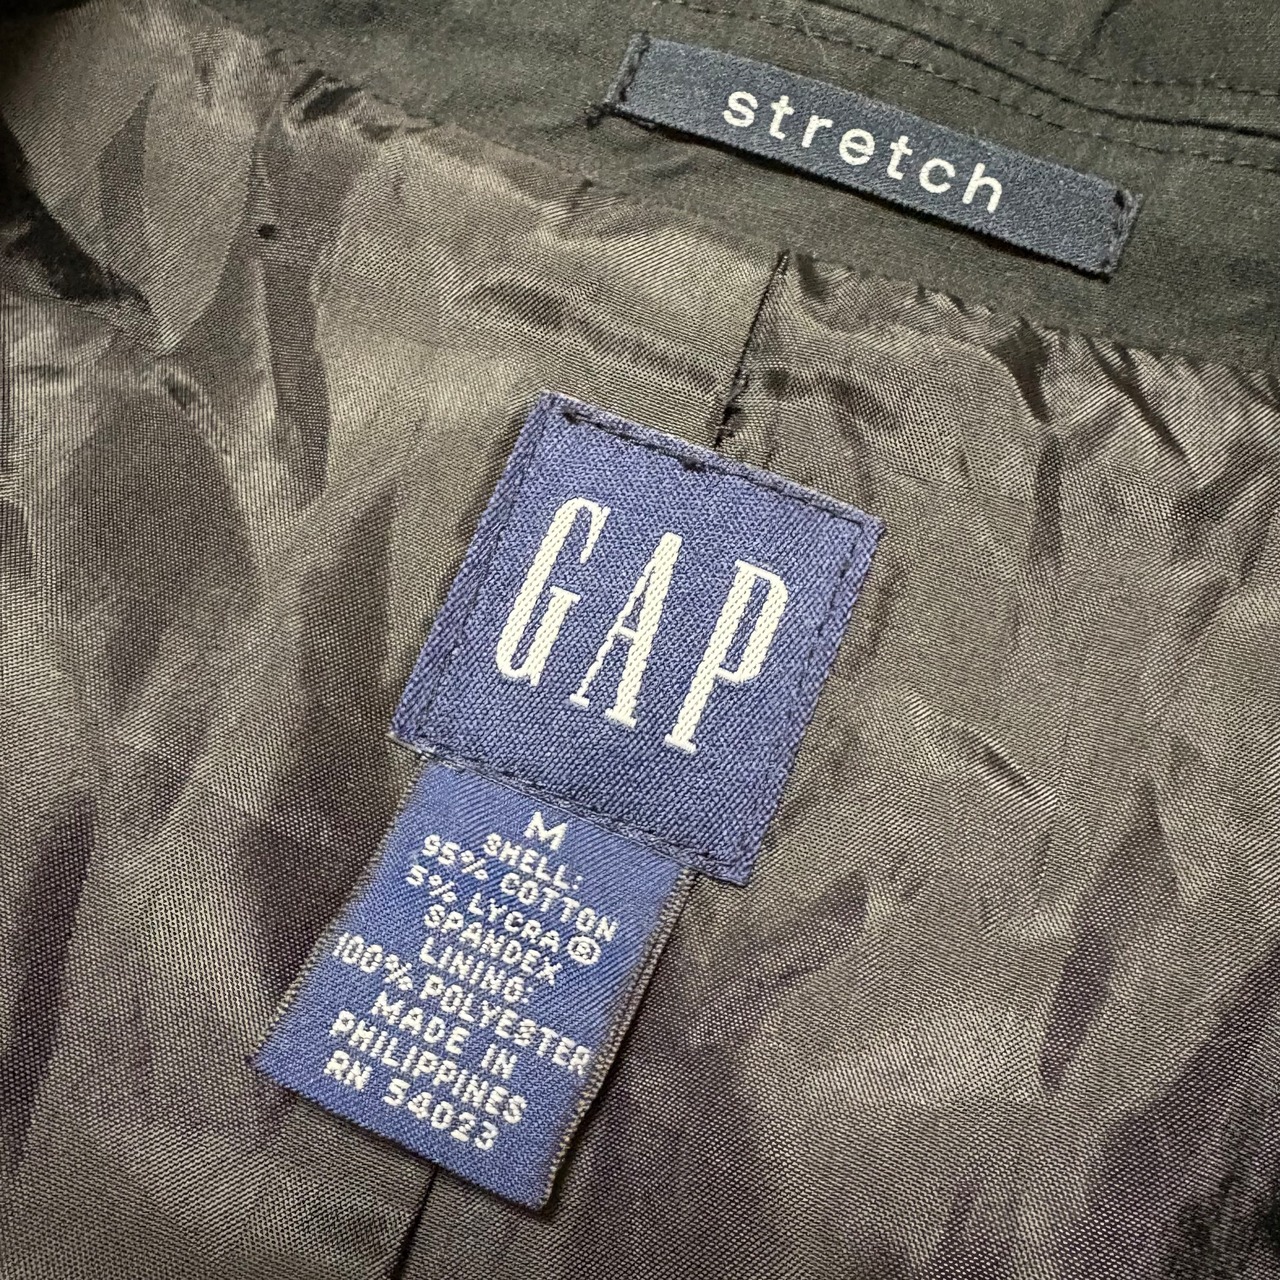 stretch
GAP
M
SHELL:
95% COTTON
5% LYCRA®
SPANDEX
LINING:
100% POLYESTER
MADE IN
PHILIPPINES
RN 54023